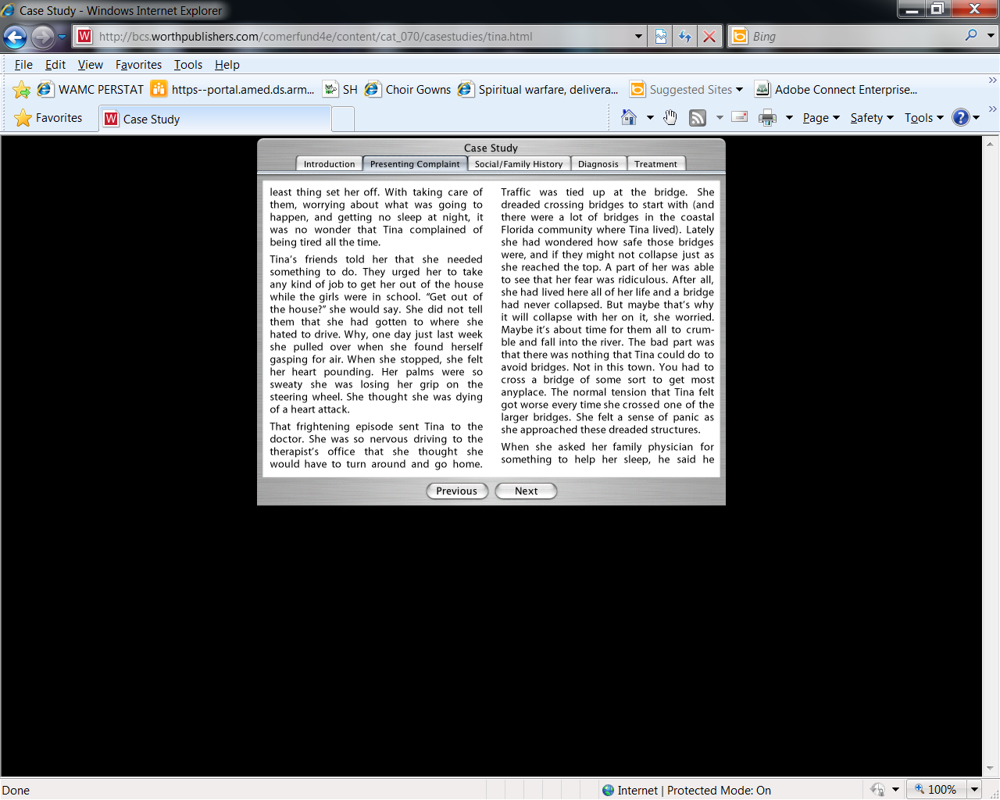 Case Study - Windows Internet Explorer
http://bcs.worthpublishers.com/comerfund4e/content/cat_070/casestudies/tina.html
Bing
File Edit View Favorites Tools Help
WAMC PERSTAT https--portal.amed.ds.arm... SH Choir Gowns Spiritual warfare, delivera... Suggested Sites Adobe Connect Enterprise...
Favorites Case Study Page Safety Tools
Case Study
Introduction Presenting Complaint Social/Family History Diagnosis Treatment
least thing set her off. With taking care of
them, worrying about what was going to
happen, and getting no sleep at night, it
was no wonder that Tina complained of
being tired all the time.
Tina's friends told her that she needed
something to do. They urged her to take
any kind of job to get her out of the house
while the girls were in school. “Get out of
the house?” she would say. She did not tell
them that she had gotten to where she
hated to drive. Why, one day just last week
she pulled over when she found herself
gasping for air. When she stopped, she felt
her heart pounding. Her palms were so
sweaty she was losing her grip on the
steering wheel. She thought she was dying
of a heart attack.
That frightening episode sent Tina to the
doctor. She was so nervous driving to the
therapist's office that she thought she
would have to turn around and go home.
Traffic was tied up at the bridge. She
dreaded crossing bridges to start with (and
there were a lot of bridges in the coastal
Florida community where Tina lived). Lately
she had wondered how safe those bridges
were, and if they might not collapse just as
she reached the top. A part of her was able
to see that her fear was ridiculous. After all,
she had lived here all of her life and a bridge
had never collapsed. But maybe that's why
it will collapse with her on it, she worried.
Maybe it's about time for them all to crum-
ble and fall into the river. The bad part was
that there was nothing that Tina could do to
avoid bridges. Not in this town. You had to
cross a bridge of some sort to get most
anyplace. The normal tension that Tina felt
got worse every time she crossed one of the
larger bridges. She felt a sense of panic as
she approached these dreaded structures.
When she asked her family physician for
something to help her sleep, he said he
Previous Next
Done Internet | Protected Mode: On 100%